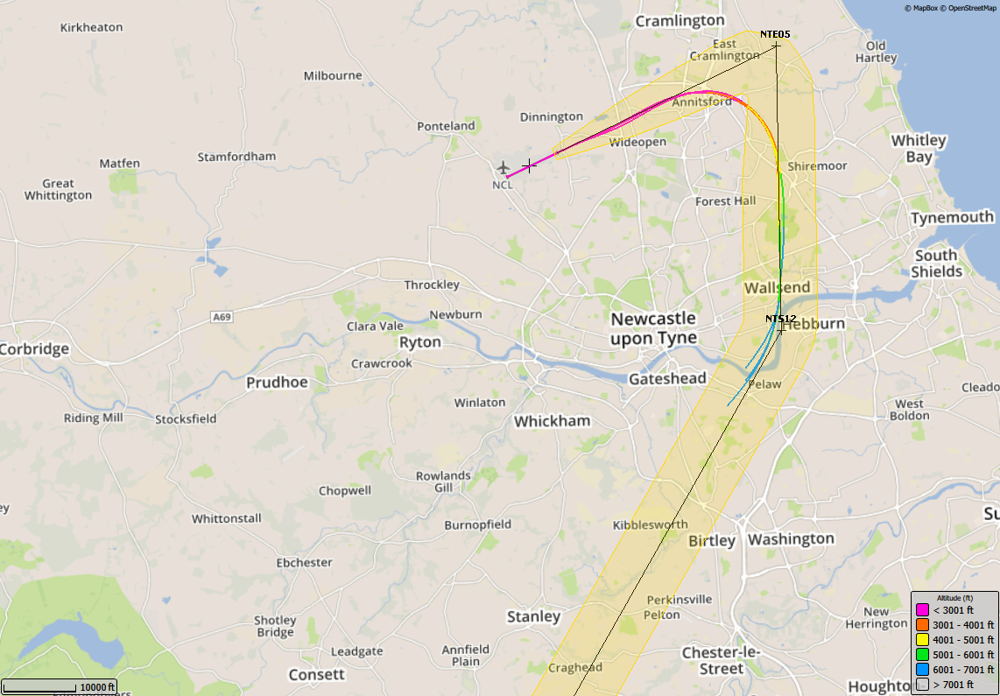 © MapBox © OpenStreetMap
Cramlington
Kirkheaton
NTE05
East
Cramlington
Old
Hartley
Milbourne
Annitsford
Dinnington
Ponteland
Wideopen
Whitley
Bay
Stamfordham
Matfen
Shiremoor
NCL
Great
Whittington
Forest Hall
Tynemouth
South
Shields
Throckley
Wallsend
A69
Newburn
NTS12
Newcastle
upon Tyne
Hebburn
Clara Vale
Ryton
Corbridge
Crawcrook
Prudhoe
Gateshead
Pelaw
Cleado
Winlaton
West
Boldon
Riding Mill
Stocksfield
Whickham
Rowlands
Gill
Chopwell
ey
Whittonstall
Burnopfield
Kibblesworth
Su
Birtley
Washington
Ebchester
Perkinsville
Pelton
Stanley
New
Herrington
Shotley
Bridge
Leadgate
Annfield
Plain
Chester-le-
Street
Craghead
Consett
Houghton-
10000 ft
Altitude (ft)
< 3001 ft
3001 - 4001 ft
4001 - 5001 ft
5001 - 6001 ft
6001 - 7001 ft
> 7001 ft